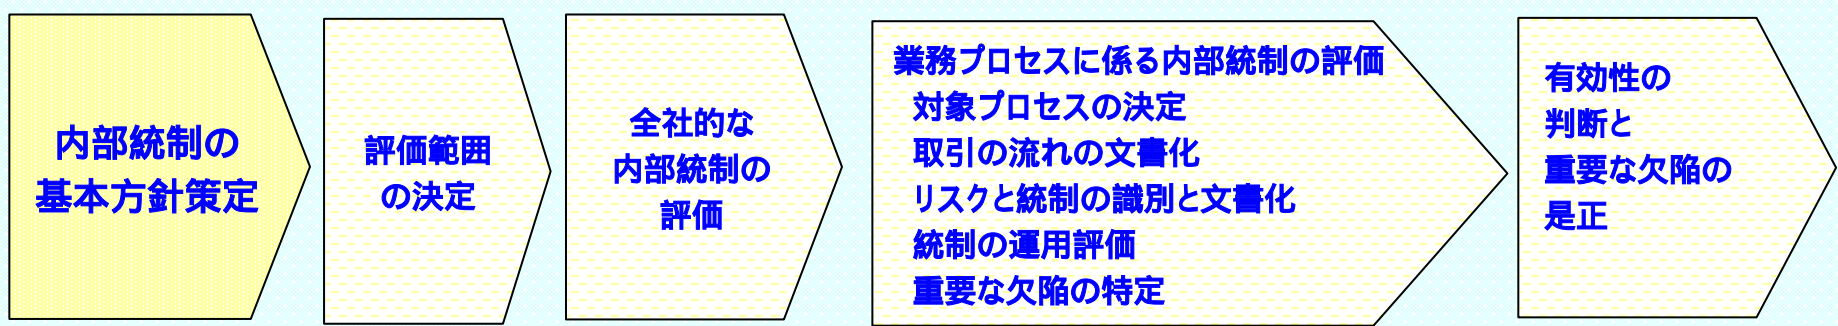 内部統制の
基本方針策定
評価範囲
の決定
全社的な
内部統制の
評価
業務プロセスに係る内部統制の評価
対象プロセスの決定
取引の流れの文書化
リスクと統制の識別と文書化
統制の運用評価
重要な欠陥の特定
有効性の
判断と
重要な欠陥の
是正